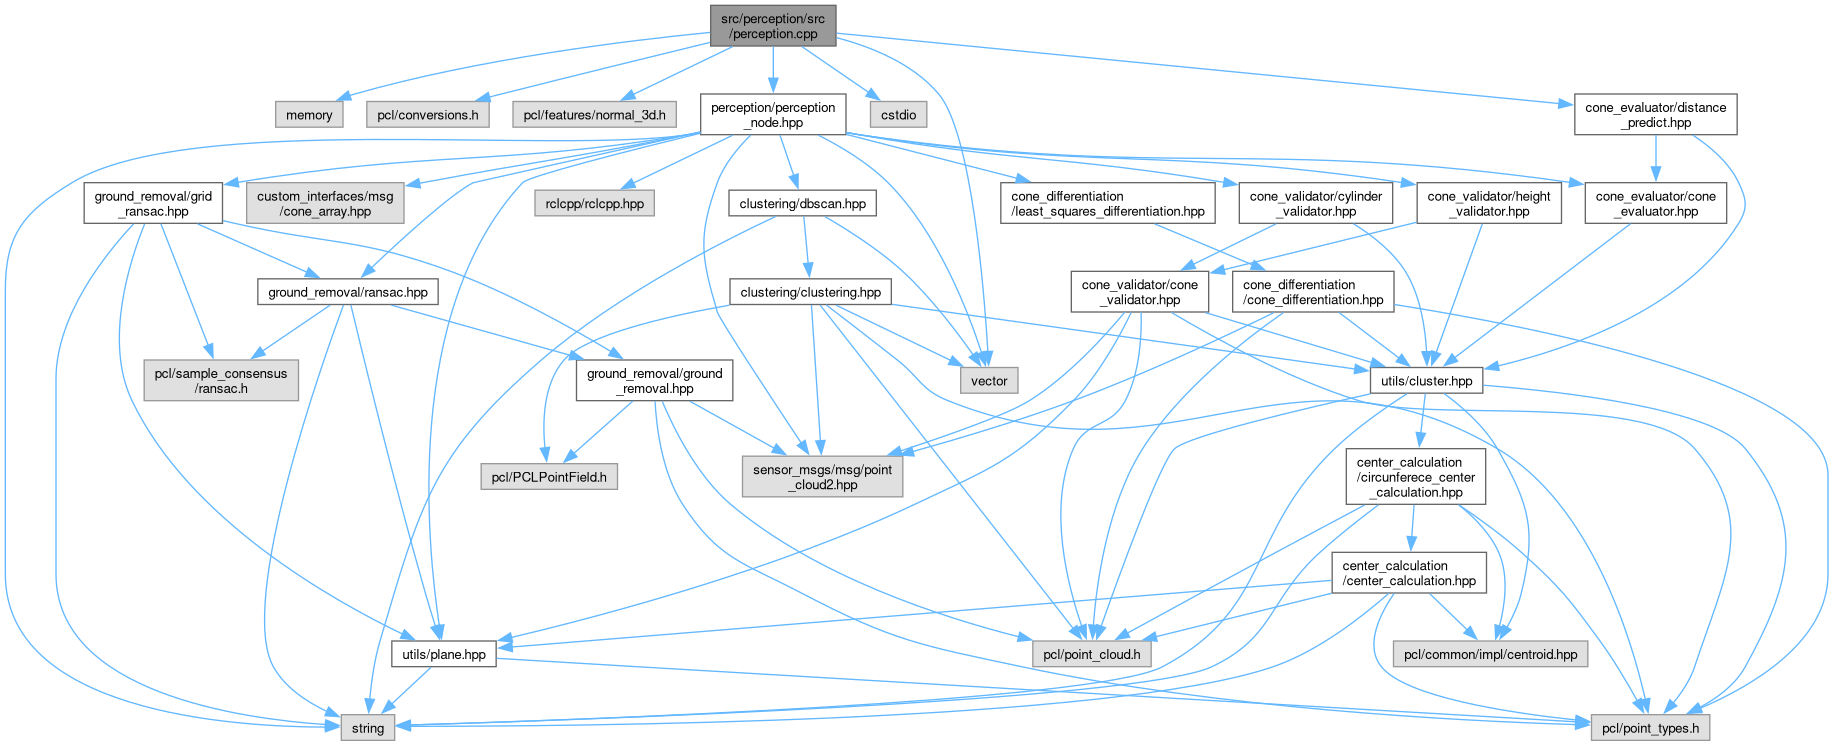 src/perception/src
/perception.cpp
memory
pcl/conversions.h
pcl/features/normal_3d.h
perception/perception
_node.hpp
cstdio
cone_evaluator/distance
_predict.hpp
ground_removal/grid
_ransac.hpp
custom_interfaces/msg
/cone_array.hpp
rclcpp/rclcpp.hpp
clustering/dbscan.hpp
cone_differentiation
/least_squares_differentiation.hpp
cone_validator/cylinder
_validator.hpp
cone_validator/height
_validator.hpp
cone_evaluator/cone
_evaluator.hpp
ground_removal/ransac.hpp
clustering/clustering.hpp
cone_validator/cone
_validator.hpp
cone_differentiation
/cone_differentiation.hpp
pcl/sample_consensus
/ransac.h
ground_removal/ground
_removal.hpp
vector
utils/cluster.hpp
pcl/PCLPointField.h
sensor_msgs/msg/point
_cloud2.hpp
center_calculation
/circunferece_center
_calculation.hpp
center_calculation
/center_calculation.hpp
utils/plane.hpp
pcl/point_cloud.h
pcl/common/impl/centroid.hpp
string
pcl/point_types.h